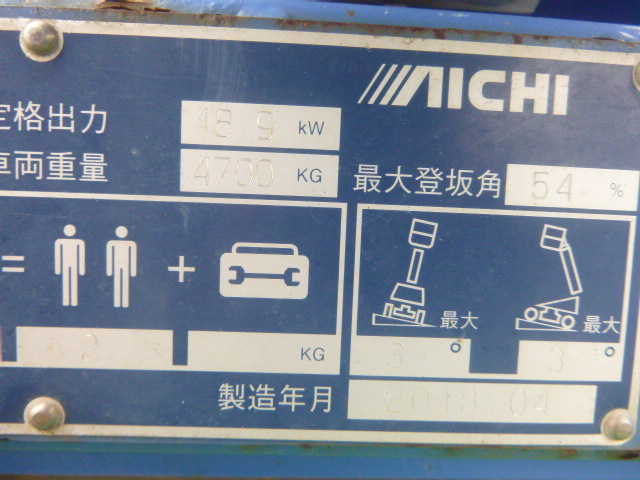 AICHI
定格出力 48.9 kW
車両重量 4700 KG
最大登坂角 54 %
= +
最大 最大
2 KG
3° 3°
製造年月 2018.04